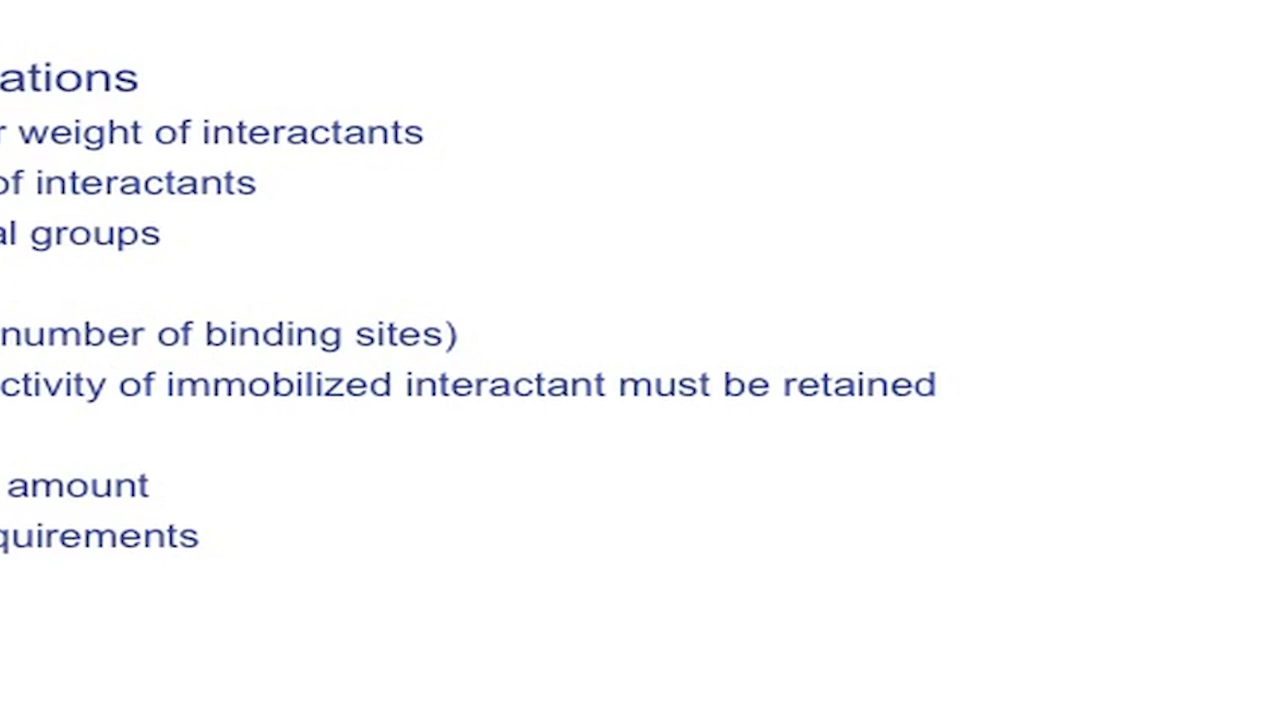 ations
r weight of interactants
of interactants
al groups
number of binding sites)
ctivity of immobilized interactant must be retained
amount
quirements